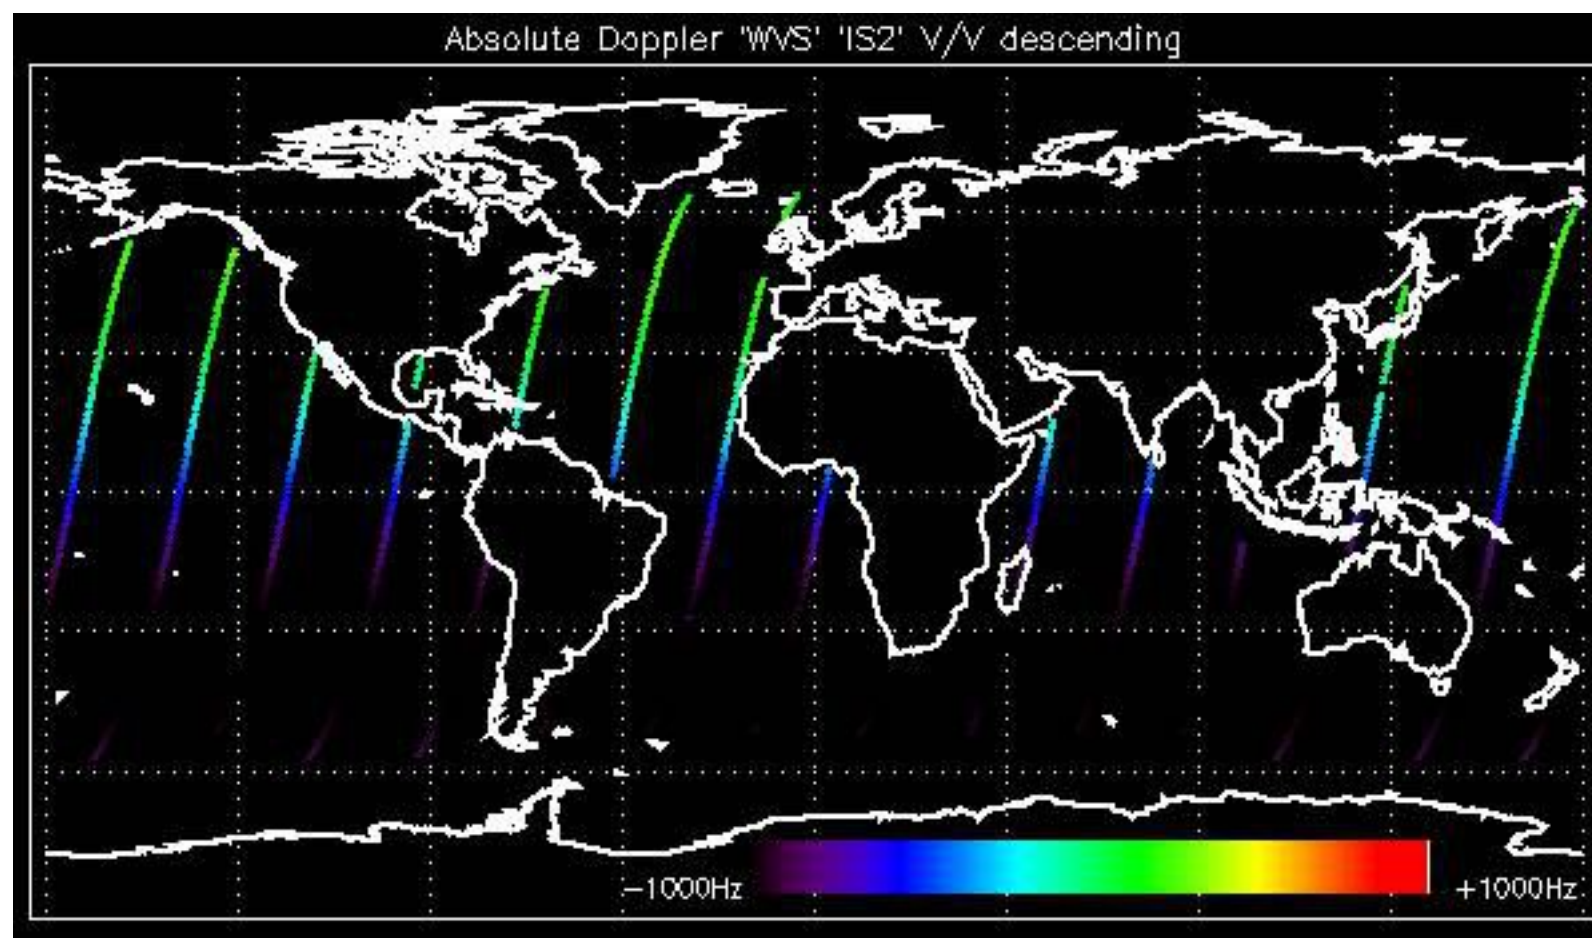 Absolute Doppler 'WVS' 'IS2' V/V descending
−1000Hz +1000Hz